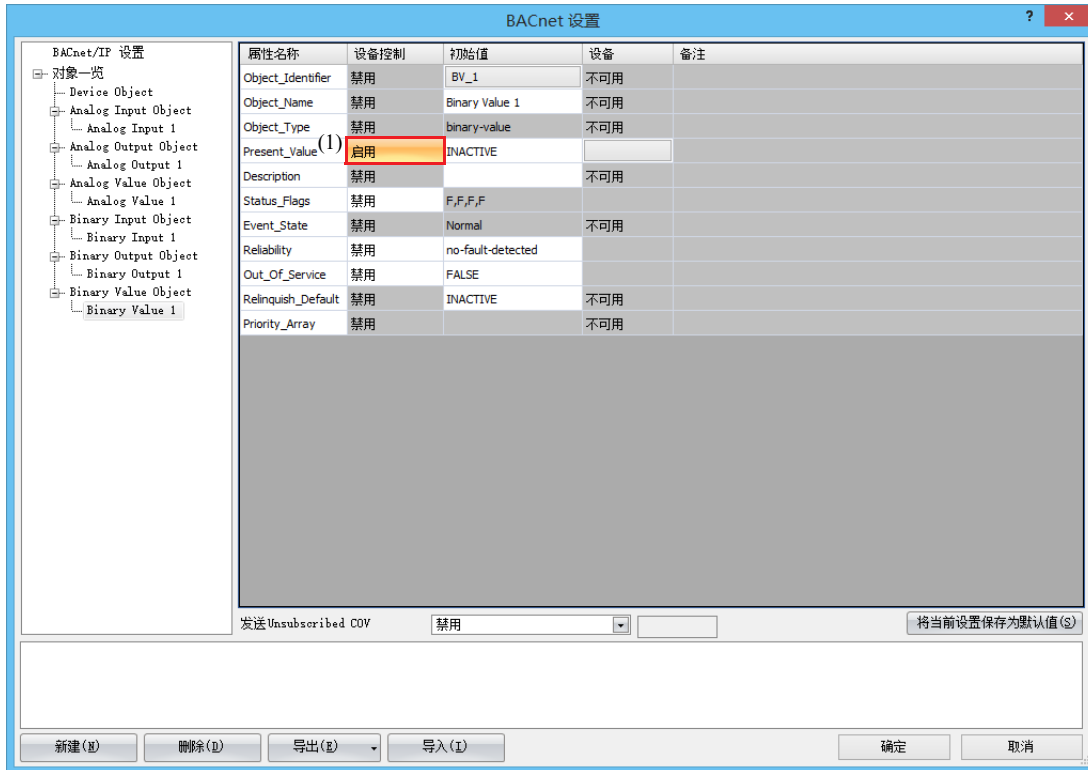 BACnet 设置
? ×
BACnet/IP 设置
对象一览
Device Object
Analog Input Object
Analog Input 1
Analog Output Object
Analog Output 1
Analog Value Object
Analog Value 1
Binary Input Object
Binary Input 1
Binary Output Object
Binary Output 1
Binary Value Object
Binary Value 1
属性名称 设备控制 初始值 设备 备注
Object_Identifier 禁用 BV_1 不可用
Object_Name 禁用 Binary Value 1 不可用
Object_Type 禁用 binary-value 不可用
Present_Value (1) 启用 INACTIVE
Description 禁用 不可用
Status_Flags 禁用 F,F,F,F
Event_State 禁用 Normal 不可用
Reliability 禁用 no-fault-detected
Out_Of_Service 禁用 FALSE
Relinquish_Default 禁用 INACTIVE 不可用
Priority_Array 禁用 不可用
发送Unsubscribed COV 禁用 将当前设置保存为默认值(S)
新建(N) 删除(D) 导出(E) 导入(I) 确定 取消